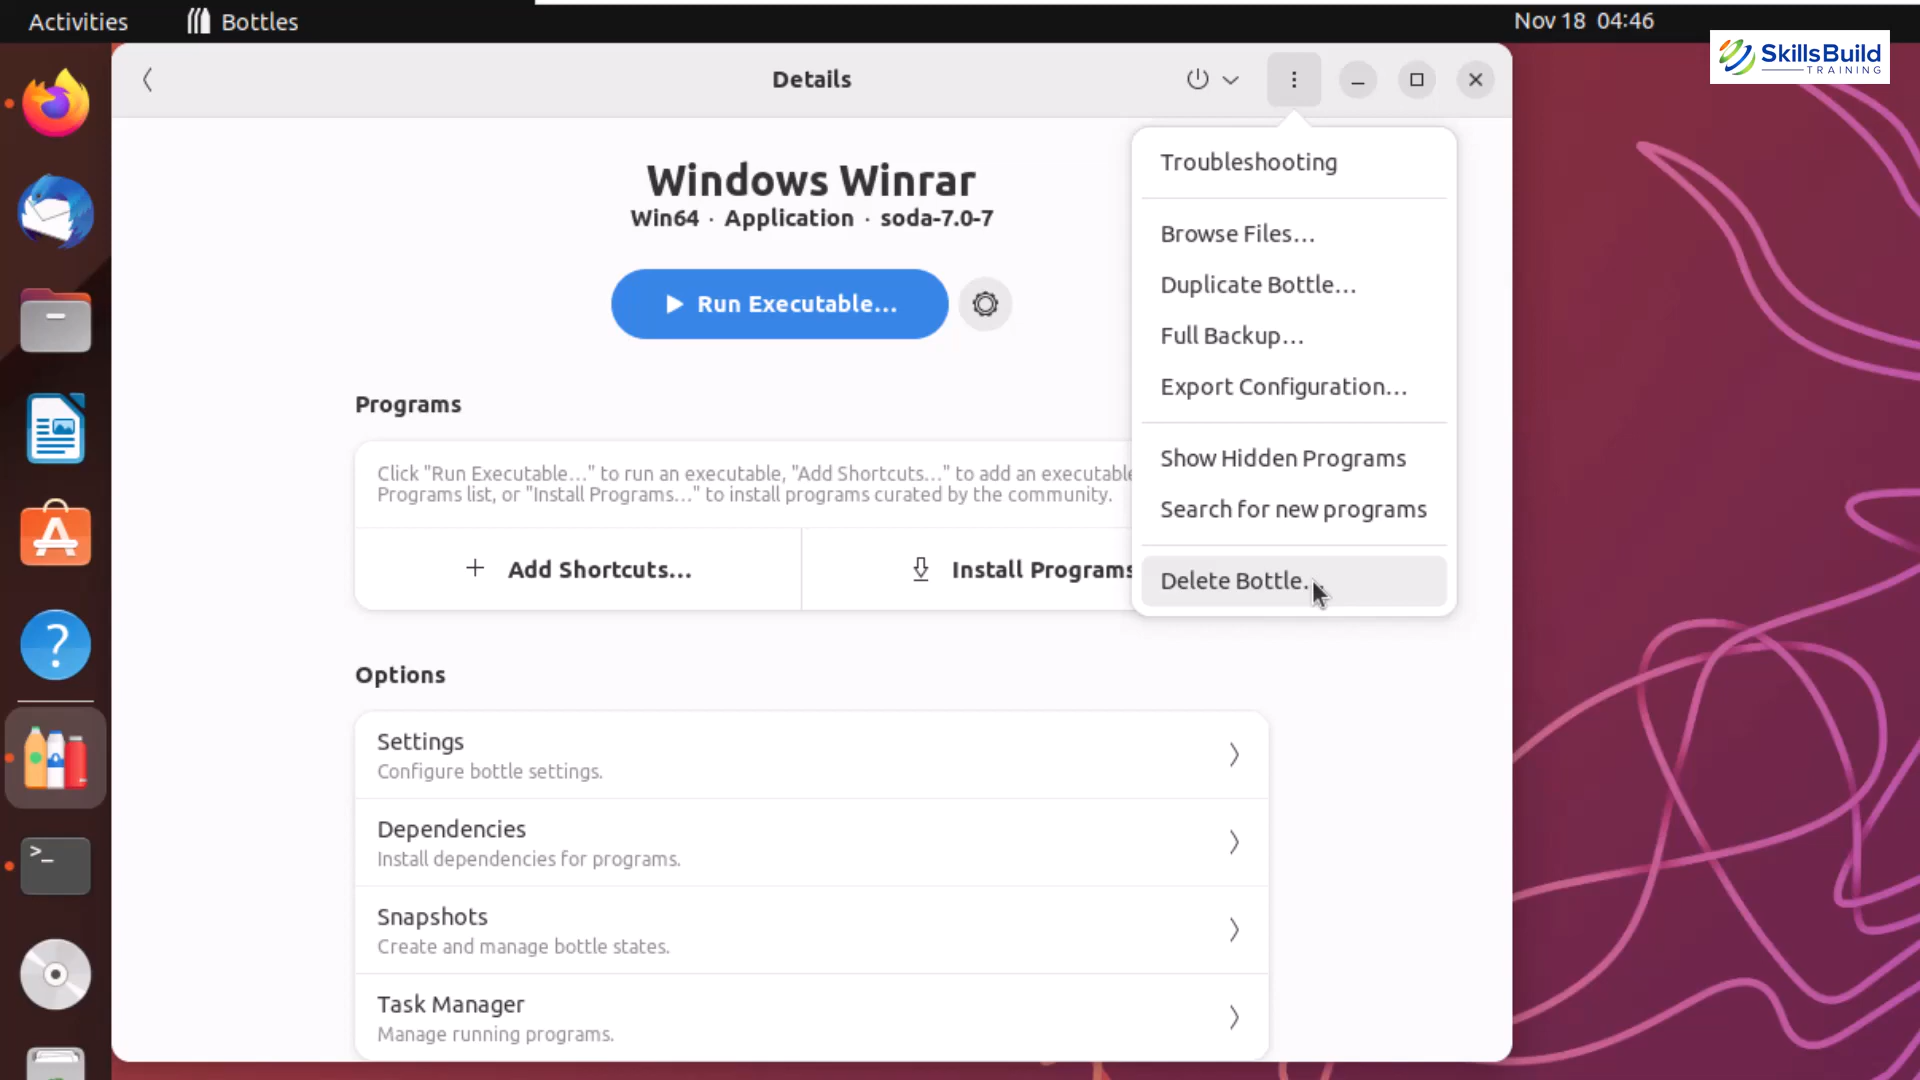 Activities
Bottles
Nov 18 04:46
SkillsBuild
TRAINING
Details
Windows Winrar
Win64 · Application · soda-7.0-7
Run Executable...
Programs
Click "Run Executable..." to run an executable, "Add Shortcuts..." to add an executable
Programs list, or "Install Programs..." to install programs curated by the community.
Add Shortcuts...
Install Programs
Troubleshooting
Browse Files...
Duplicate Bottle...
Full Backup...
Export Configuration...
Show Hidden Programs
Search for new programs
Delete Bottle...
Options
Settings
Configure bottle settings.
Dependencies
Install dependencies for programs.
Snapshots
Create and manage bottle states.
Task Manager
Manage running programs.